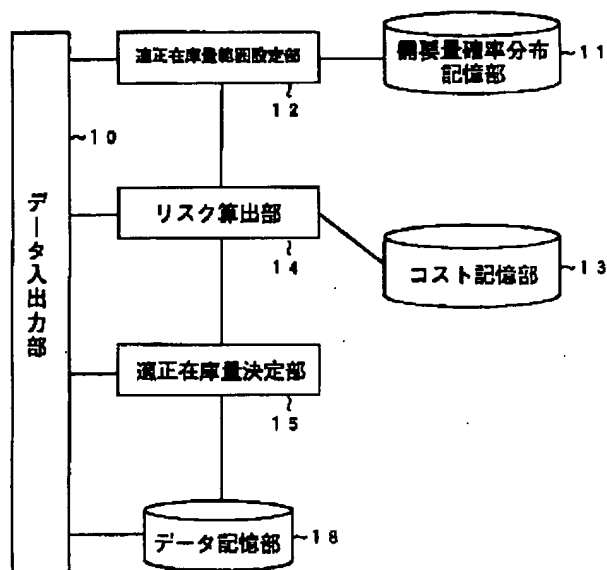 適正在庫量範囲設定部
~12
需要量確率分布
記憶部
~11
~10
データ入出力部
リスク算出部
~14
コスト記憶部
~13
適正在庫量決定部
~15
データ記憶部
~18